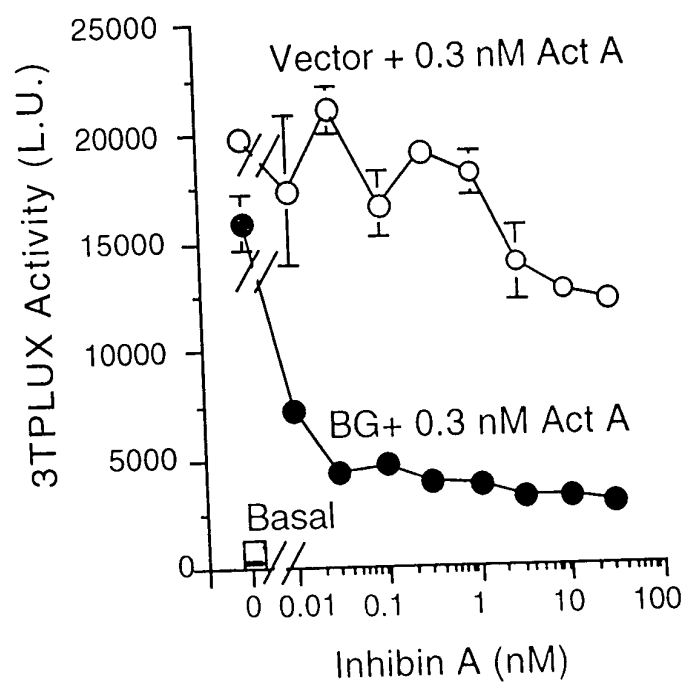 25000
Vector + 0.3 nM Act A
20000
15000
10000
BG+ 0.3 nM Act A
5000
Basal
0
0 0.01 0.1 1 10 100
Inhibin A (nM)
3TPLUX Activity (L.U.)